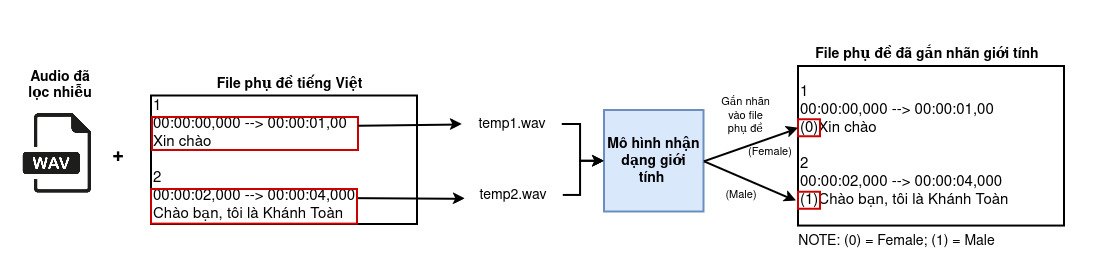 Audio đã
lọc nhiễu
WAV
+
File phụ đề tiếng Việt
1
00:00:00,000 --> 00:00:01,00
Xin chào
2
00:00:02,000 --> 00:00:04,000
Chào bạn, tôi là Khánh Toàn
temp1.wav
temp2.wav
Mô hình nhận
dạng giới
tính
Gắn nhãn
vào file
phụ đề
(Female)
(Male)
File phụ đề đã gắn nhãn giới tính
1
00:00:00,000 --> 00:00:01,00
(0)Xin chào
2
00:00:02,000 --> 00:00:04,000
(1)Chào bạn, tôi là Khánh Toàn
NOTE: (0) = Female; (1) = Male